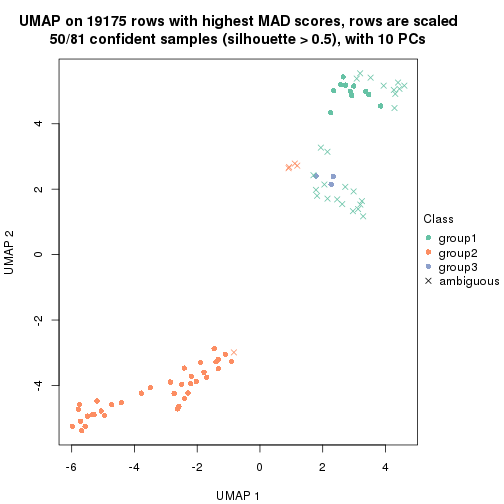 UMAP on 19175 rows with highest MAD scores, rows are scaled
50/81 confident samples (silhouette > 0.5), with 10 PCs
4
2
0
-2
-4
UMAP 2
-6
-4
-2
0
2
4
UMAP 1
Class
group1
group2
group3
ambiguous